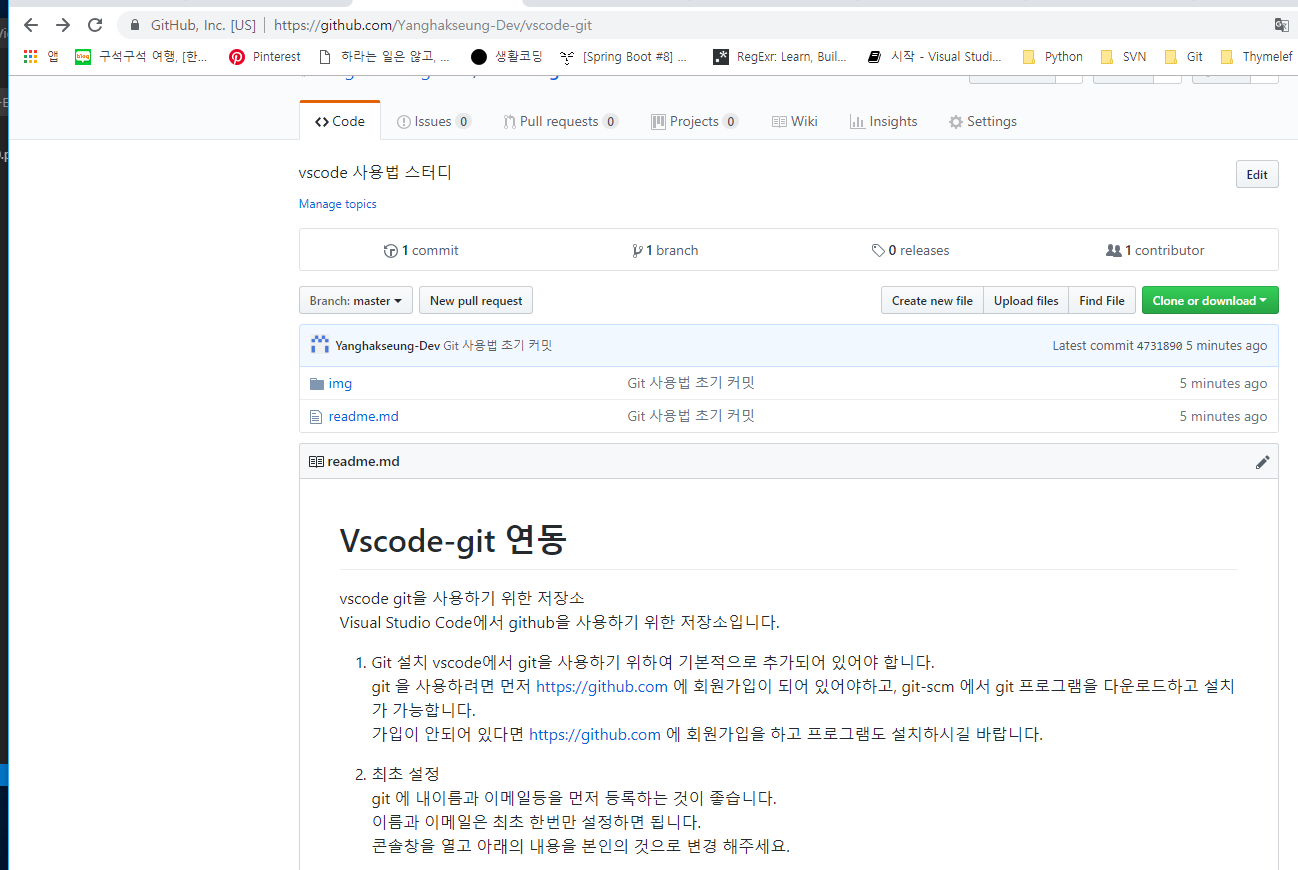 GitHub, Inc. [US] | https://github.com/Yanghakseung-Dev/vscode-git
앱 구석구석 여행, [한... Pinterest 하라는 일은 않고, ... 생활코딩 [Spring Boot #8] ... RegExr: Learn, Buil... 시작 - Visual Studi... Python SVN Git Thymelef
Code Issues 0 Pull requests 0 Projects 0 Wiki Insights Settings
vscode 사용법 스터디 Edit
Manage topics
1 commit 1 branch 0 releases 1 contributor
Branch: master New pull request Create new file Upload files Find File Clone or download
Yanghakseung-Dev Git 사용법 초기 커밋 Latest commit 4731890 5 minutes ago
img Git 사용법 초기 커밋 5 minutes ago
readme.md Git 사용법 초기 커밋 5 minutes ago
readme.md
Vscode-git 연동
vscode git을 사용하기 위한 저장소
Visual Studio Code에서 github을 사용하기 위한 저장소입니다.
1. Git 설치 vscode에서 git을 사용하기 위하여 기본적으로 추가되어 있어야 합니다.
git 을 사용하려면 먼저 https://github.com 에 회원가입이 되어 있어야하고, git-scm 에서 git 프로그램을 다운로드하고 설치
가 가능합니다.
가입이 안되어 있다면 https://github.com 에 회원가입을 하고 프로그램도 설치하시길 바랍니다.
2. 최초 설정
git 에 내이름과 이메일등을 먼저 등록하는 것이 좋습니다.
이름과 이메일은 최초 한번만 설정하면 됩니다.
콘솔창을 열고 아래의 내용을 본인의 것으로 변경 해주세요.